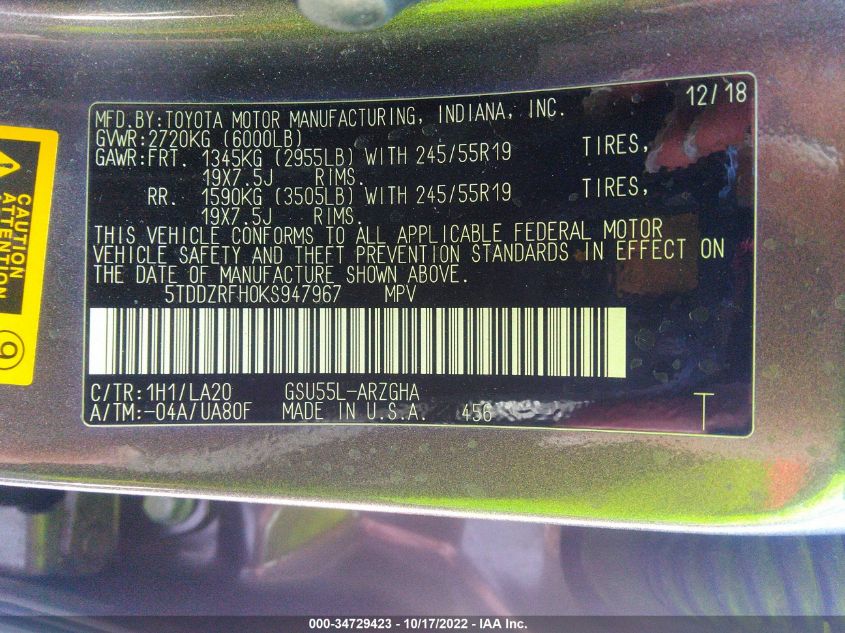 MFD.BY:TOYOTA MOTOR MANUFACTURING, INDIANA, INC. 12/18
GVWR:2720KG (6000LB)
GAWR:FRT. 1345KG (2955LB) WITH 245/55R19 TIRES,
19X7.5J RIMS.
RR. 1590KG (3505LB) WITH 245/55R19 TIRES,
19X7.5J RIMS.
THIS VEHICLE CONFORMS TO ALL APPLICABLE FEDERAL MOTOR
VEHICLE SAFETY AND THEFT PREVENTION STANDARDS IN EFFECT ON
THE DATE OF MANUFACTURE SHOWN ABOVE.
5TDDZRFH0KS947967 MPV
C/TR:1H1/LA20 GSU55L-ARZGHA
A/TM:-04A/UA80F MADE IN U.S.A. 456 T
CAUTION
ATTENTION
9
000-34729423 - 10/17/2022 - IAA Inc.